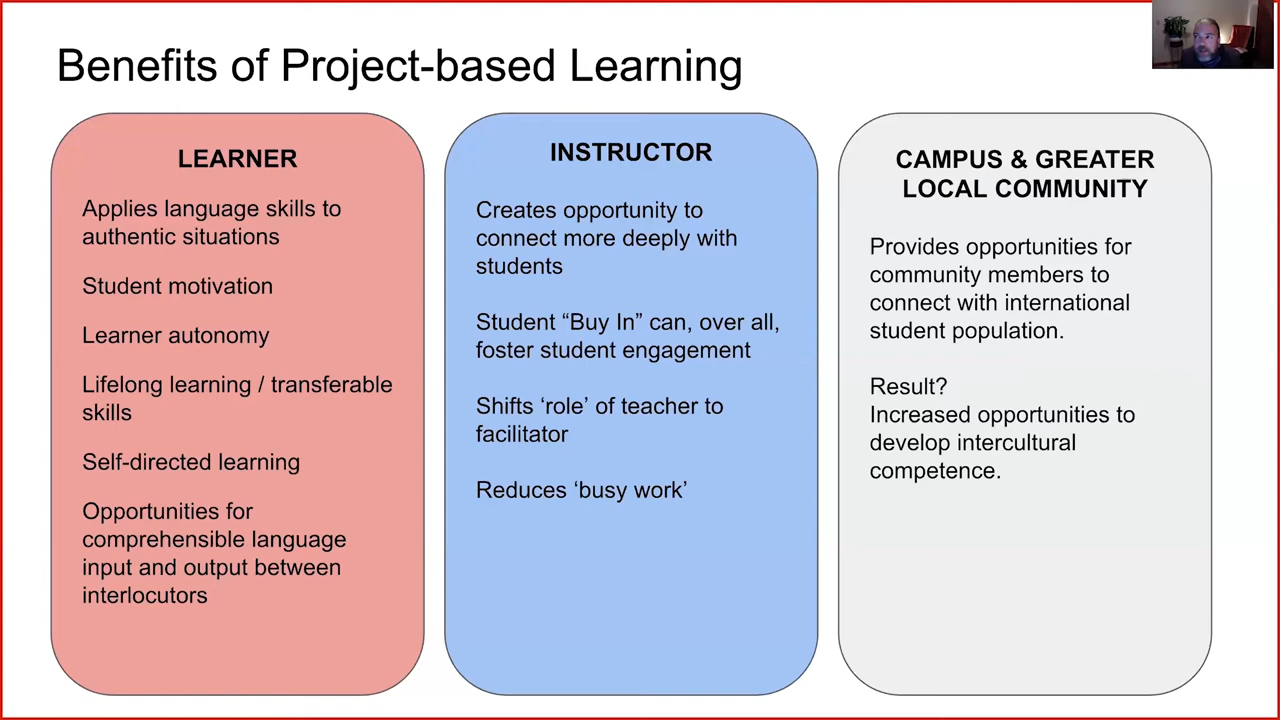 Benefits of Project-based Learning
LEARNER
Applies language skills to
authentic situations
Student motivation
Learner autonomy
Lifelong learning / transferable
skills
Self-directed learning
Opportunities for
comprehensible language
input and output between
interlocutors
INSTRUCTOR
Creates opportunity to
connect more deeply with
students
Student “Buy In” can, over all,
foster student engagement
Shifts ‘role’ of teacher to
facilitator
Reduces ‘busy work’
CAMPUS & GREATER
LOCAL COMMUNITY
Provides opportunities for
community members to
connect with international
student population.
Result?
Increased opportunities to
develop intercultural
competence.